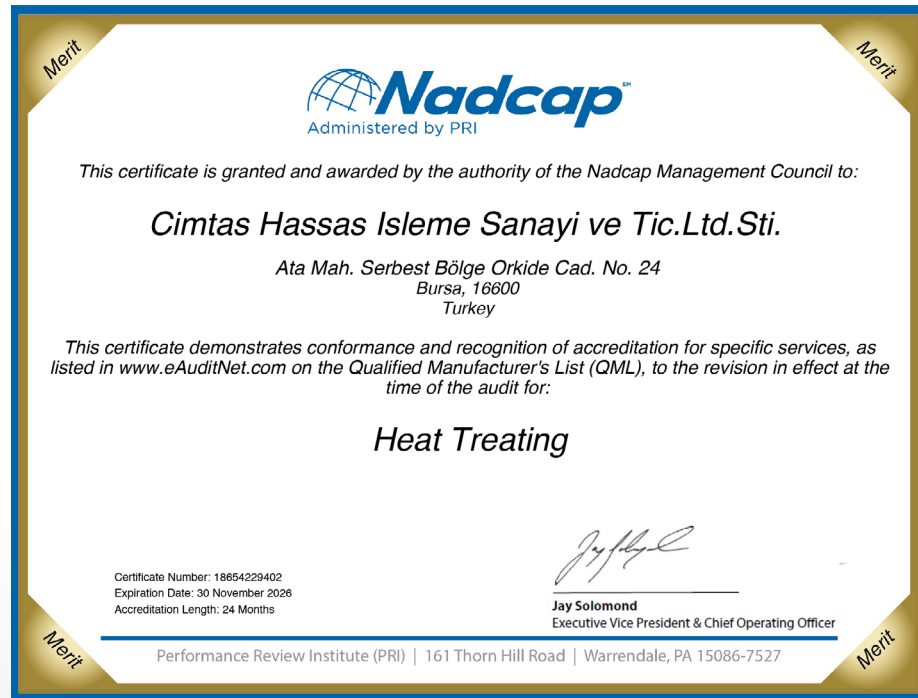 Merit
Merit
Nadcap℠
Administered by PRI
This certificate is granted and awarded by the authority of the Nadcap Management Council to:
Cimtas Hassas Isleme Sanayi ve Tic.Ltd.Sti.
Ata Mah. Serbest Bölge Orkide Cad. No. 24
Bursa, 16600
Turkey
This certificate demonstrates conformance and recognition of accreditation for specific services, as
listed in www.eAuditNet.com on the Qualified Manufacturer's List (QML), to the revision in effect at the
time of the audit for:
Heat Treating
Certificate Number: 18654229402
Expiration Date: 30 November 2026
Accreditation Length: 24 Months
Jay Solomond
Executive Vice President & Chief Operating Officer
Merit
Merit
Performance Review Institute (PRI) | 161 Thorn Hill Road | Warrendale, PA 15086-7527